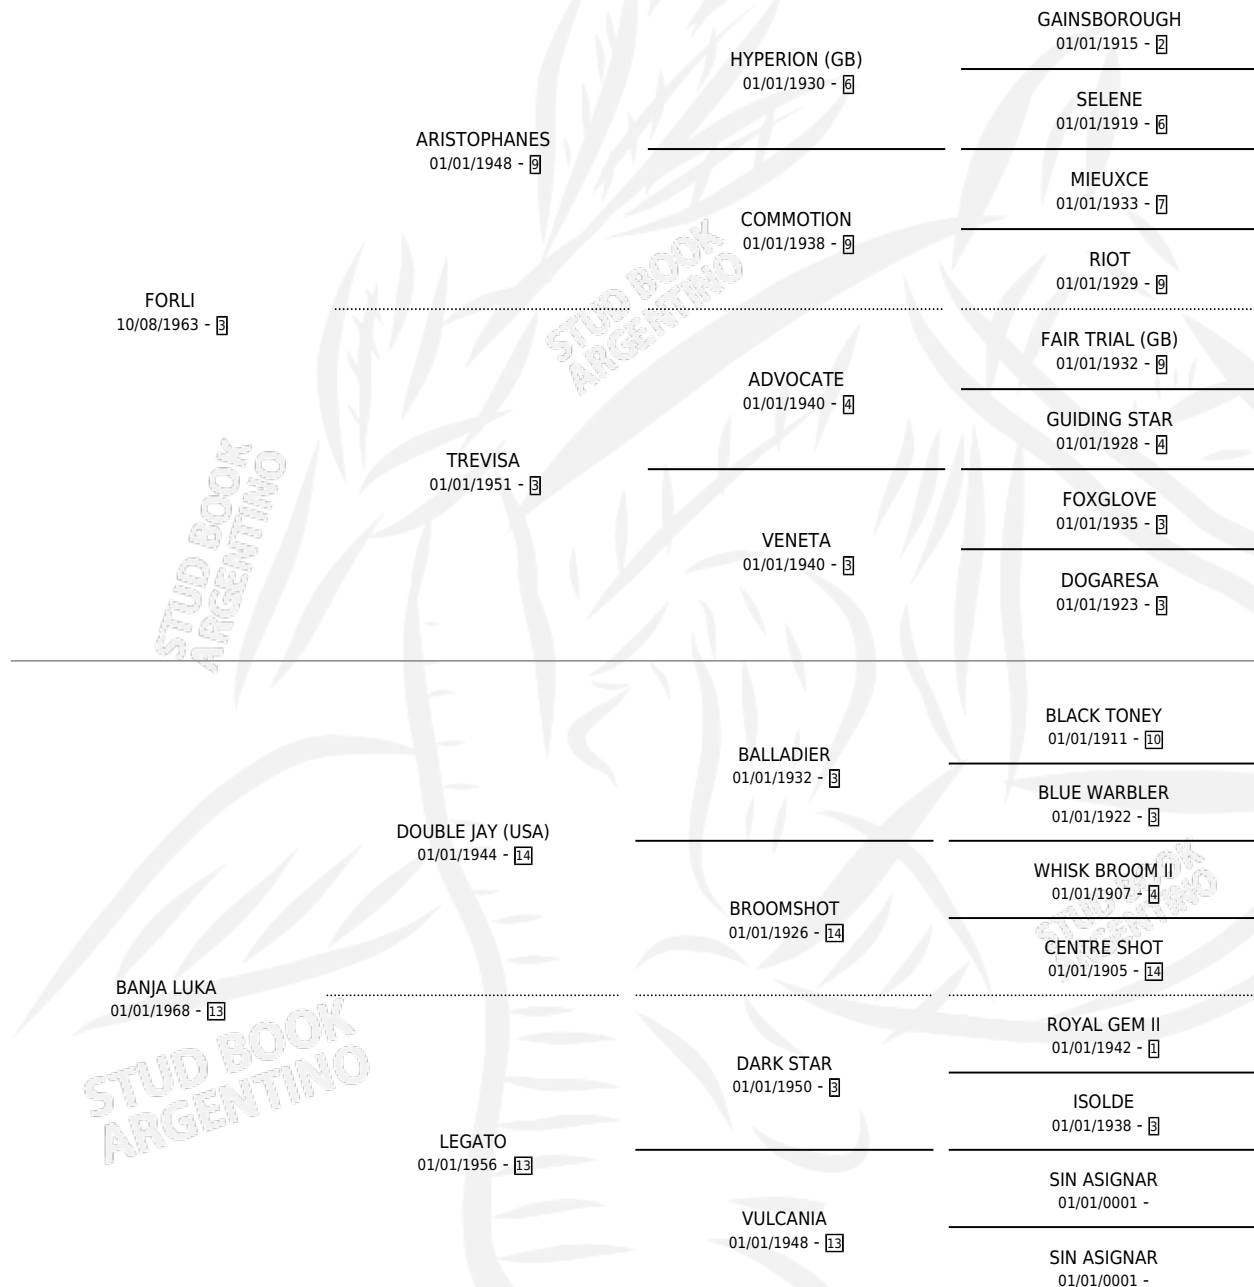 GAINSBOROUGH
01/01/1915 - 2
HYPERION (GB)
01/01/1930 - 6
SELENE
01/01/1919 - 6
ARISTOPHANES
01/01/1948 - 9
MIEUXCE
01/01/1933 - 7
COMMOTION
01/01/1938 - 9
RIOT
01/01/1929 - 9
FORLI
10/08/1963 - 3
FAIR TRIAL (GB)
01/01/1932 - 9
ADVOCATE
01/01/1940 - 4
GUIDING STAR
01/01/1928 - 4
TREVISA
01/01/1951 - 3
FOXGLOVE
01/01/1935 - 3
VENETA
01/01/1940 - 3
DOGARESA
01/01/1923 - 3
STUD BOOK
ARGENTINO
STUD BOOK
ARGENTINO
BLACK TONEY
01/01/1911 - 10
BALLADIER
01/01/1932 - 3
BLUE WARBLER
01/01/1922 - 3
DOUBLE JAY (USA)
01/01/1944 - 14
WHISK BROOM II
01/01/1907 - 4
BROOMSHOT
01/01/1926 - 14
CENTRE SHOT
01/01/1905 - 14
BANJA LUKA
01/01/1968 - 13
ROYAL GEM II
01/01/1942 - 1
DARK STAR
01/01/1950 - 3
ISOLDE
01/01/1938 - 3
LEGATO
01/01/1956 - 13
SIN ASIGNAR
01/01/0001 -
VULCANIA
01/01/1948 - 13
SIN ASIGNAR
01/01/0001 -
STUD BOOK
ARGENTINO
STUD BOOK
ARGENTINO